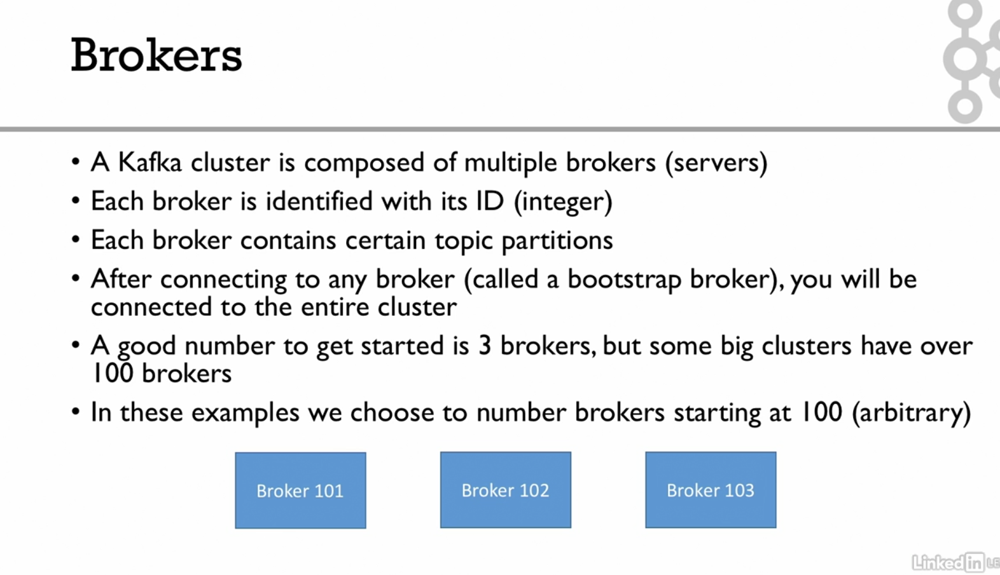 Brokers
• A Kafka cluster is composed of multiple brokers (servers)
• Each broker is identified with its ID (integer)
• Each broker contains certain topic partitions
• After connecting to any broker (called a bootstrap broker), you will be
connected to the entire cluster
• A good number to get started is 3 brokers, but some big clusters have over
100 brokers
• In these examples we choose to number brokers starting at 100 (arbitrary)
Broker 101
Broker 102
Broker 103
Linked in LE